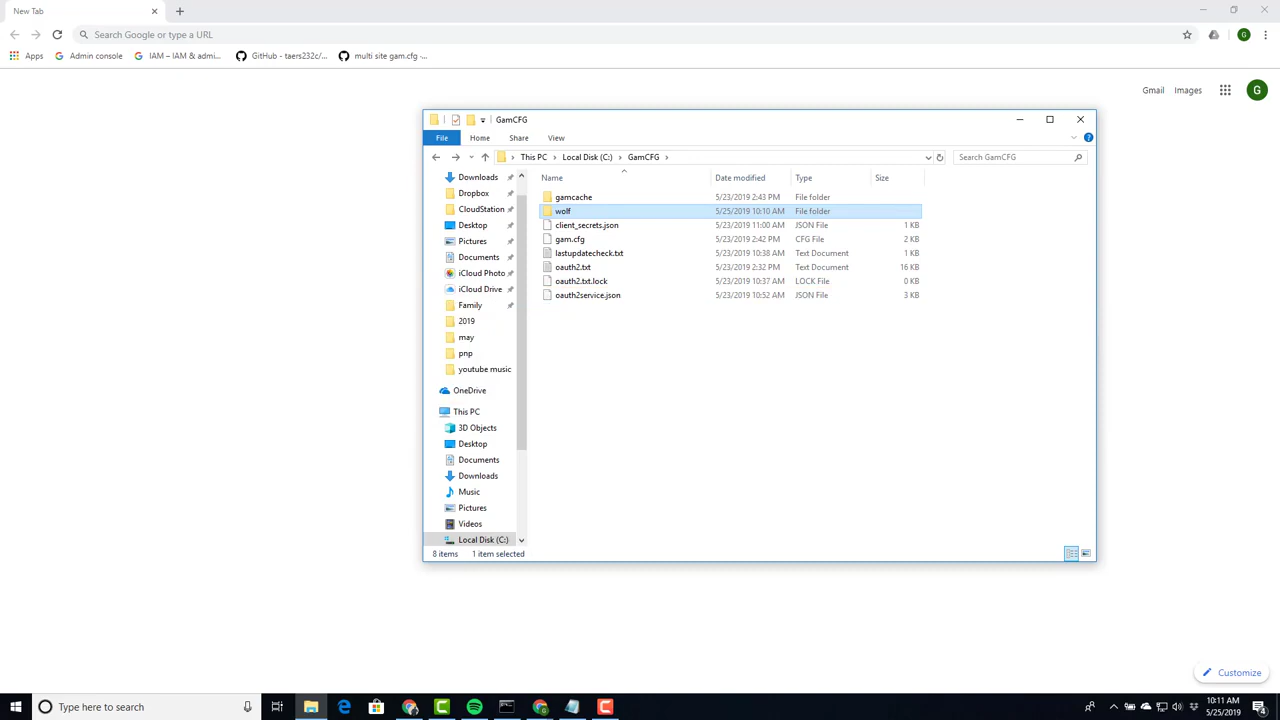 New Tab
Search Google or type a URL
Apps Admin console IAM – IAM & admi... GitHub - taers232c/... multi site gam.cfg -...
Gmail Images G
GamCFG
File Home Share View
This PC > Local Disk (C:) > GamCFG >
Search GamCFG
Name Date modified Type Size
gamcache 5/23/2019 2:43 PM File folder
wolf 5/25/2019 10:10 AM File folder
client_secrets.json 5/23/2019 11:00 AM JSON File 1 KB
gam.cfg 5/23/2019 2:42 PM CFG File 2 KB
lastupdatecheck.txt 5/23/2019 10:38 AM Text Document 1 KB
oauth2.txt 5/23/2019 2:32 PM Text Document 16 KB
oauth2.txt.lock 5/23/2019 10:37 AM LOCK File 0 KB
oauth2service.json 5/23/2019 10:52 AM JSON File 3 KB
Downloads
Dropbox
CloudStation
Desktop
Pictures
Documents
iCloud Photo
iCloud Drive
Family
2019
may
pnp
youtube music
OneDrive
This PC
3D Objects
Desktop
Documents
Downloads
Music
Pictures
Videos
Local Disk (C:)
8 items 1 item selected
Customize
Type here to search
10:11 AM
5/25/2019
4